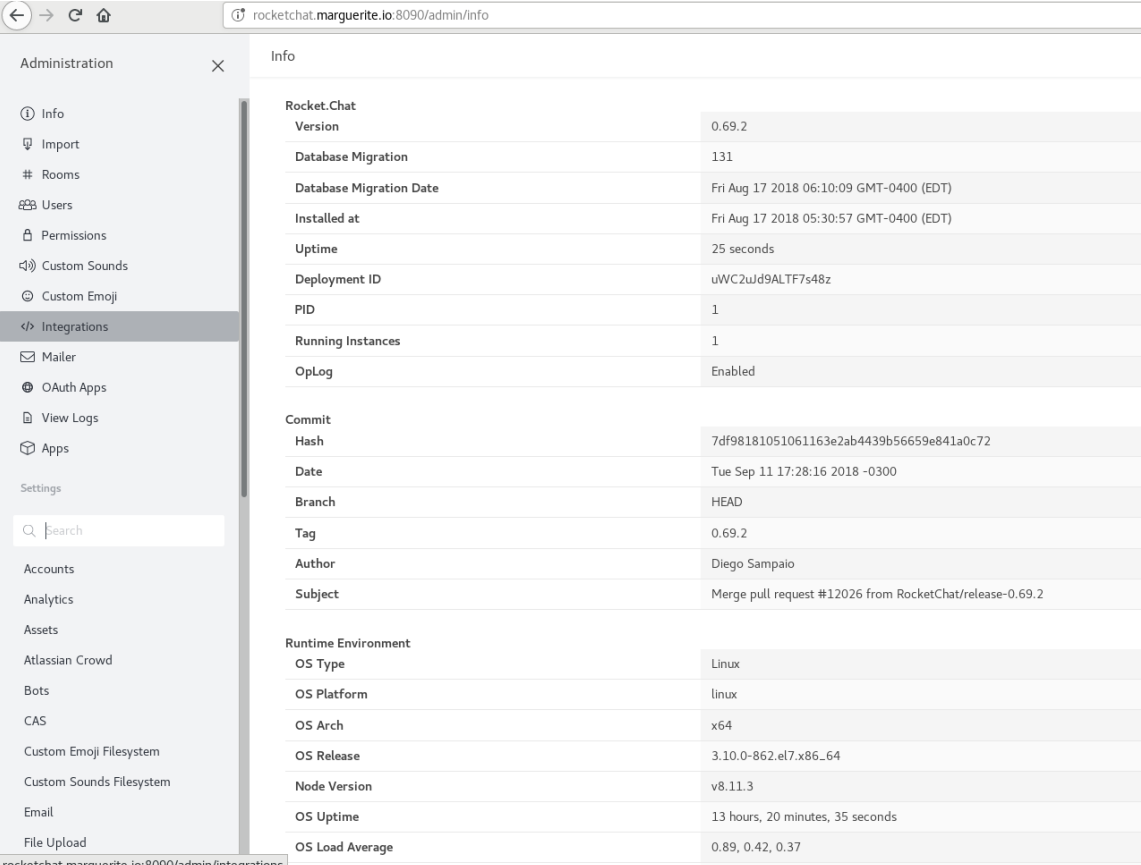 rocketchat.marguerite.io:8090/admin/info
Administration
Info
Import
Rooms
Users
Permissions
Custom Sounds
Custom Emoji
Integrations
Mailer
OAuth Apps
View Logs
Apps
Settings
Search
Accounts
Analytics
Assets
Atlassian Crowd
Bots
CAS
Custom Emoji Filesystem
Custom Sounds Filesystem
Email
File Upload
rocketchat.marguerite.io:8090/admin/integrations
Info
Rocket.Chat
Version 0.69.2
Database Migration 131
Database Migration Date Fri Aug 17 2018 06:10:09 GMT-0400 (EDT)
Installed at Fri Aug 17 2018 05:30:57 GMT-0400 (EDT)
Uptime 25 seconds
Deployment ID uWC2uJd9ALTF7s48z
PID 1
Running Instances 1
OpLog Enabled
Commit
Hash 7df98181051061163e2ab4439b56659e841a0c72
Date Tue Sep 11 17:28:16 2018 -0300
Branch HEAD
Tag 0.69.2
Author Diego Sampaio
Subject Merge pull request #12026 from RocketChat/release-0.69.2
Runtime Environment
OS Type Linux
OS Platform linux
OS Arch x64
OS Release 3.10.0-862.el7.x86_64
Node Version v8.11.3
OS Uptime 13 hours, 20 minutes, 35 seconds
OS Load Average 0.89, 0.42, 0.37